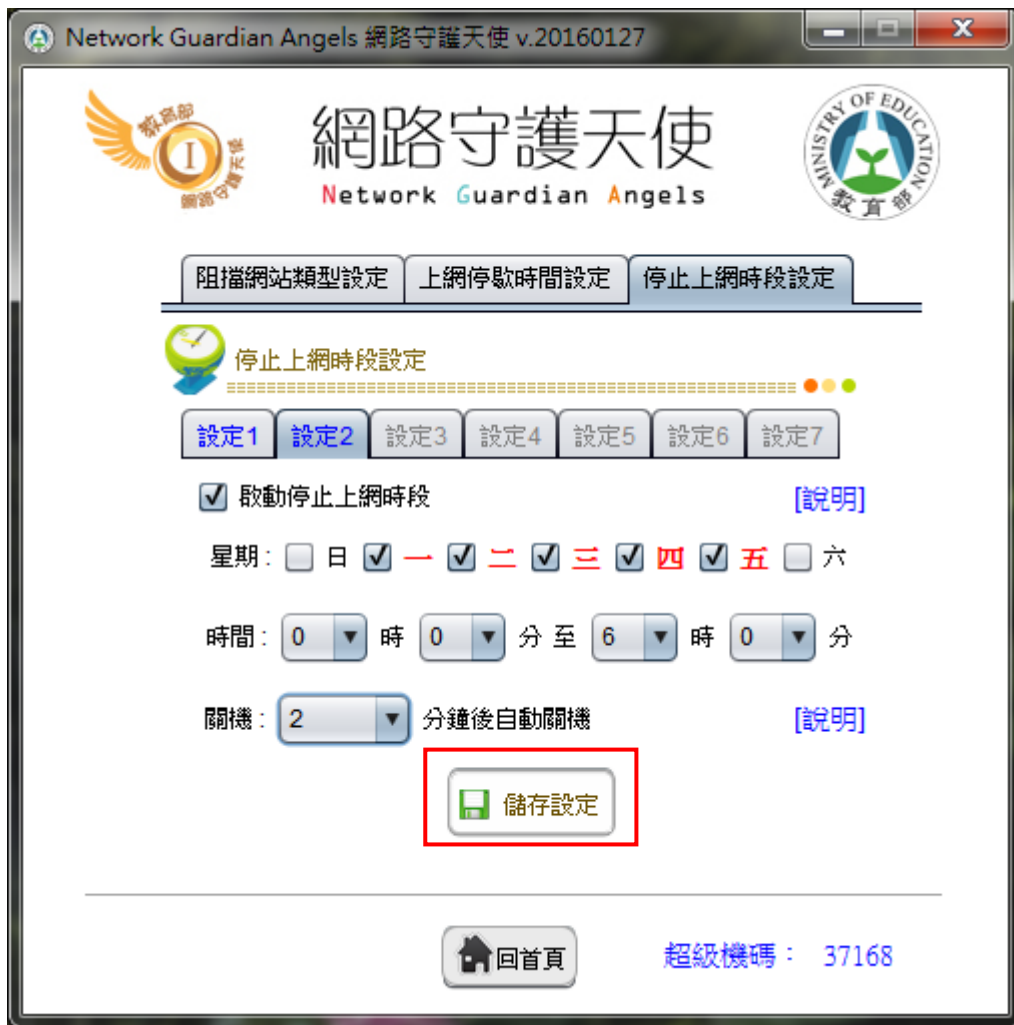 Network Guardian Angels 網路守護天使 v.20160127
教育部
I
網路守護天使
網路守護天使
Network Guardian Angels
MINISTRY OF EDUCATION
教育部
阻擋網站類型設定 上網停歇時間設定 停止上網時段設定
停止上網時段設定
設定1 設定2 設定3 設定4 設定5 設定6 設定7
啟動停止上網時段 [說明]
星期: 日 一 二 三 四 五 六
時間: 0 時 0 分 至 6 時 0 分
關機: 2 分鐘後自動關機 [說明]
儲存設定
回首頁 超級機碼： 37168